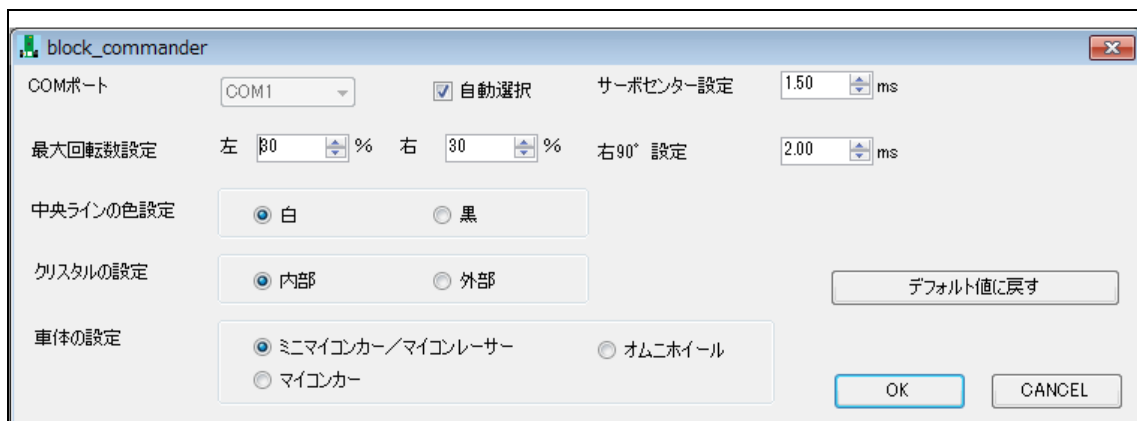 block_commander
COMポート COM1 自動選択 サーボセンター設定 1.50 ms
最大回転数設定 左 30 % 右 30 % 右90°設定 2.00 ms
中央ラインの色設定 白 黒
クリスタルの設定 内部 外部
デフォルト値に戻す
車体の設定 ミニマイコンカー/マイコンレーサー オムニホイール
マイコンカー
OK CANCEL